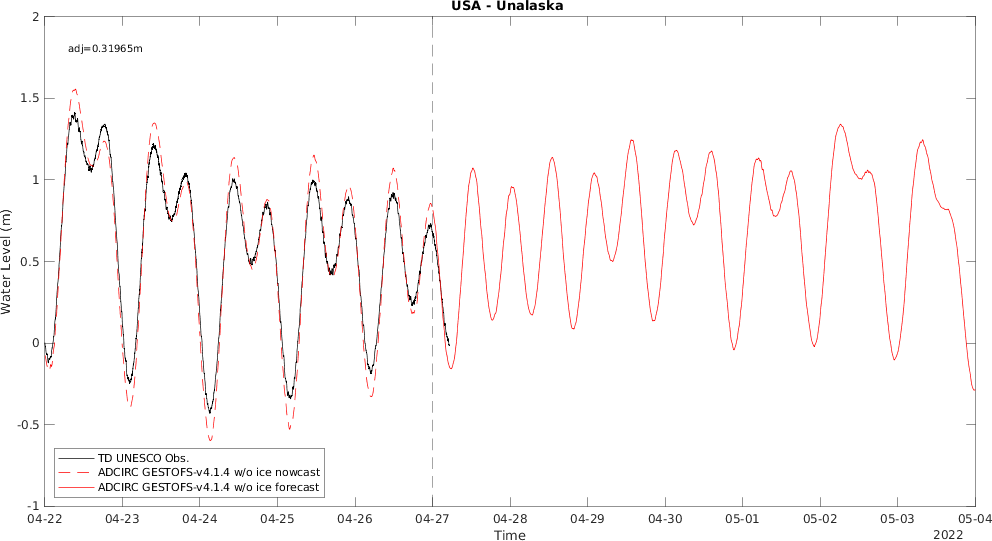 USA - Unalaska
adj=0.31965m
Water Level (m)
2
1.5
1
0.5
0
-0.5
-1
TD UNESCO Obs.
ADCIRC GESTOFS-v4.1.4 w/o ice nowcast
ADCIRC GESTOFS-v4.1.4 w/o ice forecast
04-22 04-23 04-24 04-25 04-26 04-27 04-28 04-29 04-30 05-01 05-02 05-03 05-04
Time
2022